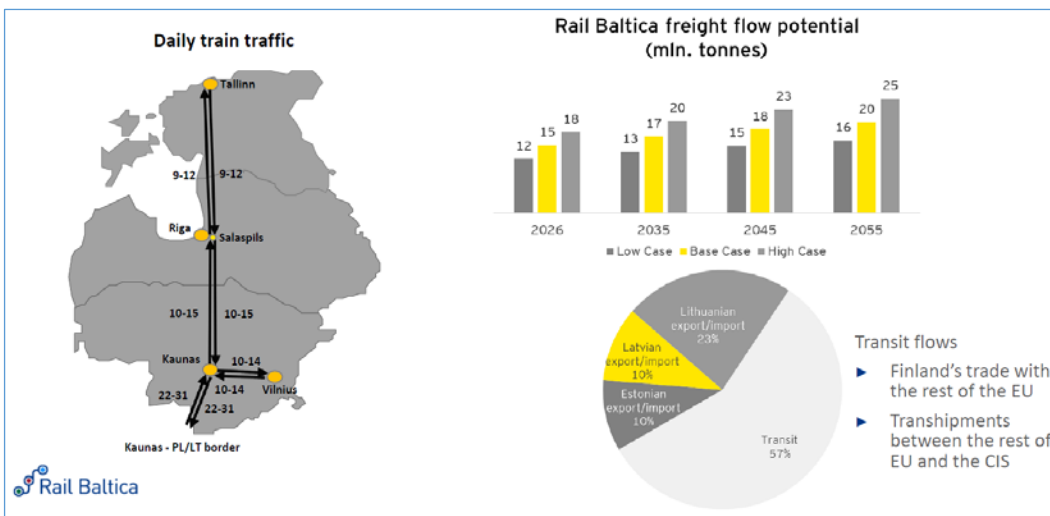 Daily train traffic
Tallinn
9-12
9-12
Riga
Salaspils
10-15
10-15
Kaunas
10-14
10-14
Vilnius
22-31
22-31
Kaunas - PL/LT border
Rail Baltica
Rail Baltica freight flow potential
(mln. tonnes)
12
15
18
13
17
20
15
18
23
16
20
25
2026
2035
2045
2055
Low Case
Base Case
High Case
Lithuanian
export/import
23%
Latvian
export/import
10%
Estonian
export/import
10%
Transit
57%
Transit flows
Finland’s trade with
the rest of the EU
Transhipments
between the rest of
EU and the CIS